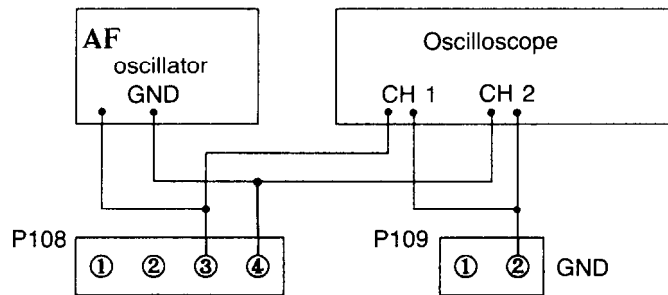 AF
oscillator
GND
Oscilloscope
CH 1 CH 2
P108
① ② ③ ④
P109
① ② GND